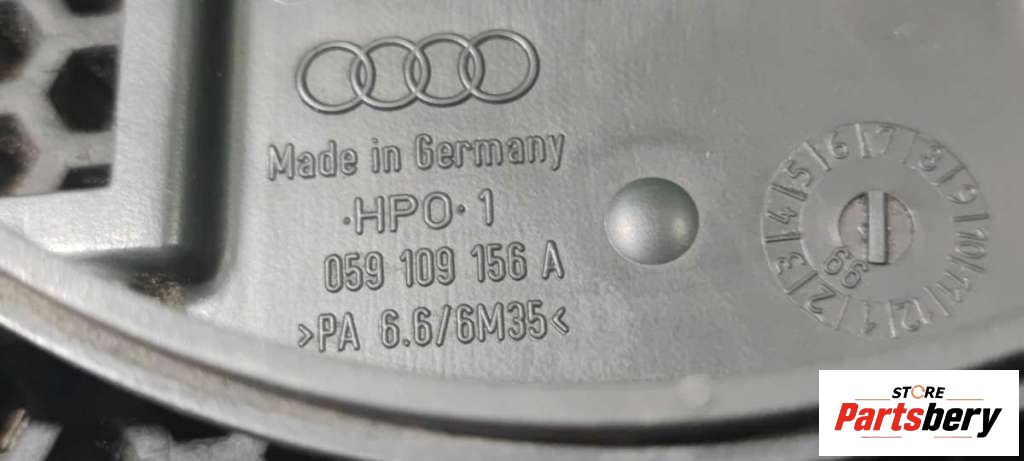 Made in Germany
·HPO·1
059 109 156 A
>PA 6.6/6M35<
1 2 3 4 5 6 7 8 9 10 11 12
99
STORE
Partsbery